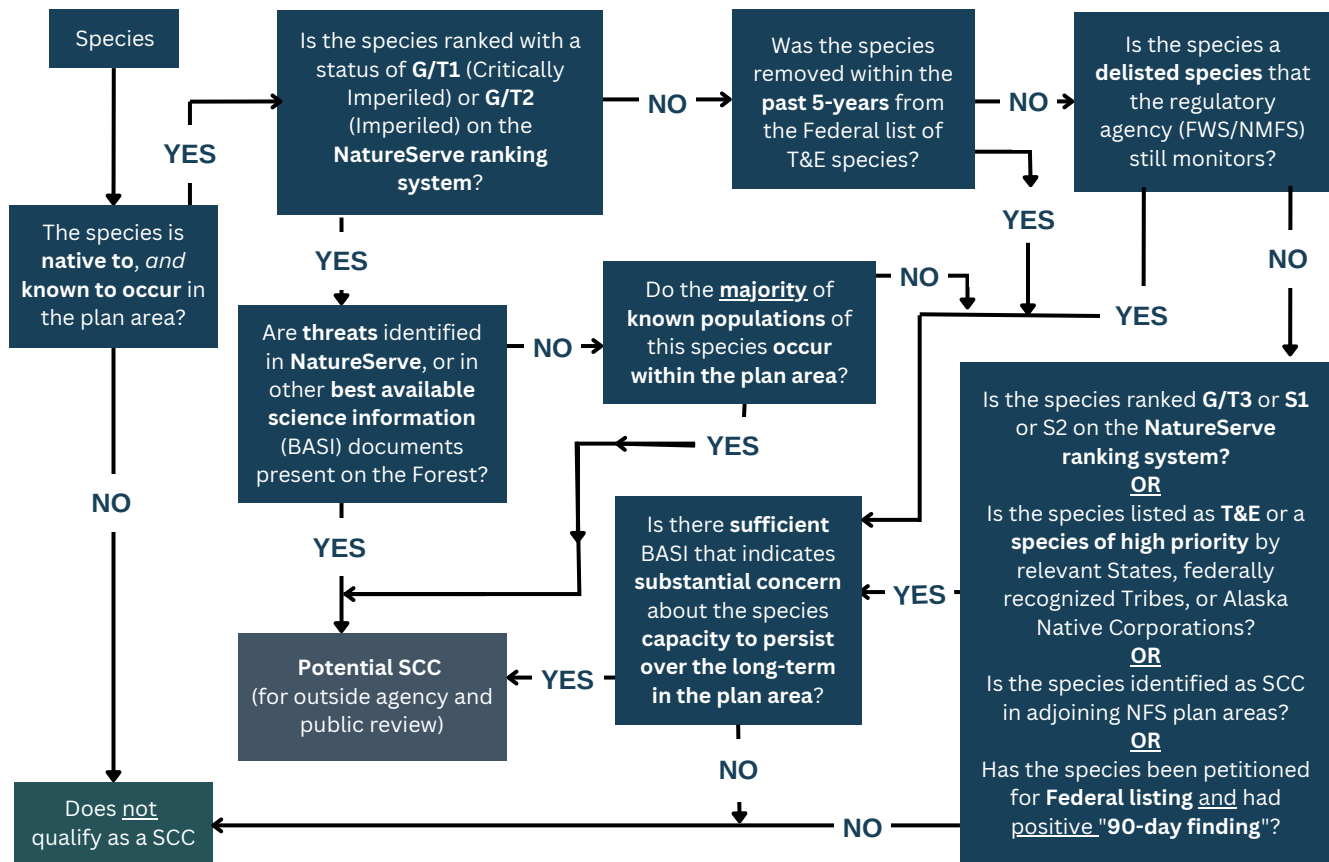 Species
The species is
native to, and
known to occur in
the plan area?
YES
NO
Is the species ranked with a
status of G/T1 (Critically
Imperiled) or G/T2
(Imperiled) on the
NatureServe ranking
system?
NO
YES
Was the species
removed within the
past 5-years from
the Federal list of
T&E species?
NO
YES
Is the species a
delisted species that
the regulatory
agency (FWS/NMFS)
still monitors?
YES
NO
Are threats identified
in NatureServe, or in
other best available
science information
(BASI) documents
present on the Forest?
NO
YES
Do the majority of
known populations of
this species occur
within the plan area?
NO
YES
Is the species ranked G/T3 or S1
or S2 on the NatureServe
ranking system?
OR
Is the species listed as T&E or a
species of high priority by
relevant States, federally
recognized Tribes, or Alaska
Native Corporations?
OR
Is the species identified as SCC
in adjoining NFS plan areas?
OR
Has the species been petitioned
for Federal listing and had
positive "90-day finding"?
YES
NO
Is there sufficient
BASI that indicates
substantial concern
about the species
capacity to persist
over the long-term
in the plan area?
YES
NO
Potential SCC
(for outside agency and
public review)
Does not
qualify as a SCC